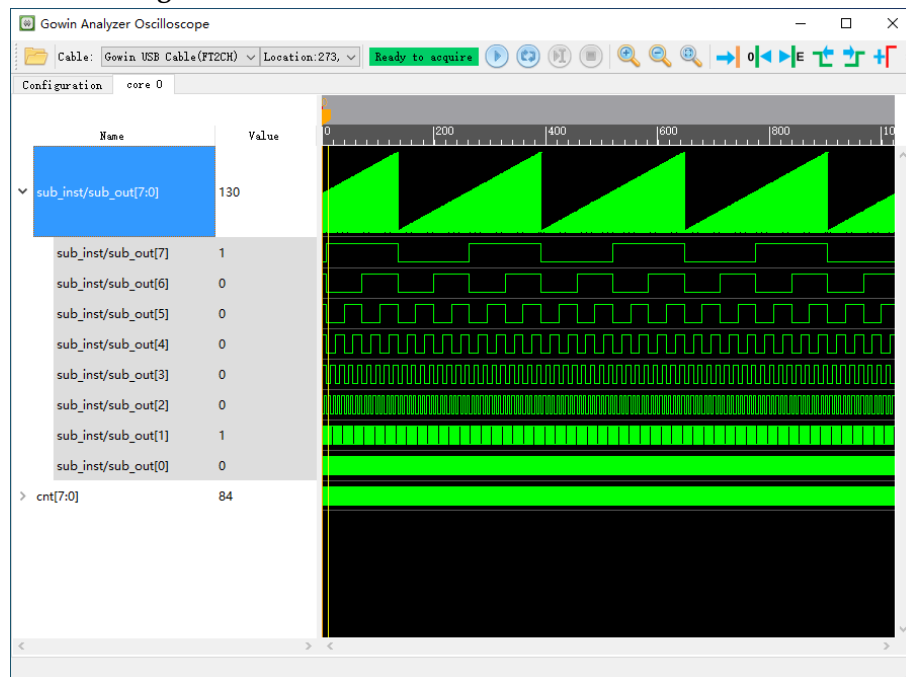 Gowin Analyzer Oscilloscope
Cable: Gowin USB Cable(FT2CH) Location:273, Ready to acquire 0 E
Configuration core 0
Name Value 0 200 400 600 800 10
sub_inst/sub_out[7:0] 130
sub_inst/sub_out[7] 1
sub_inst/sub_out[6] 0
sub_inst/sub_out[5] 0
sub_inst/sub_out[4] 0
sub_inst/sub_out[3] 0
sub_inst/sub_out[2] 0
sub_inst/sub_out[1] 1
sub_inst/sub_out[0] 0
cnt[7:0] 84